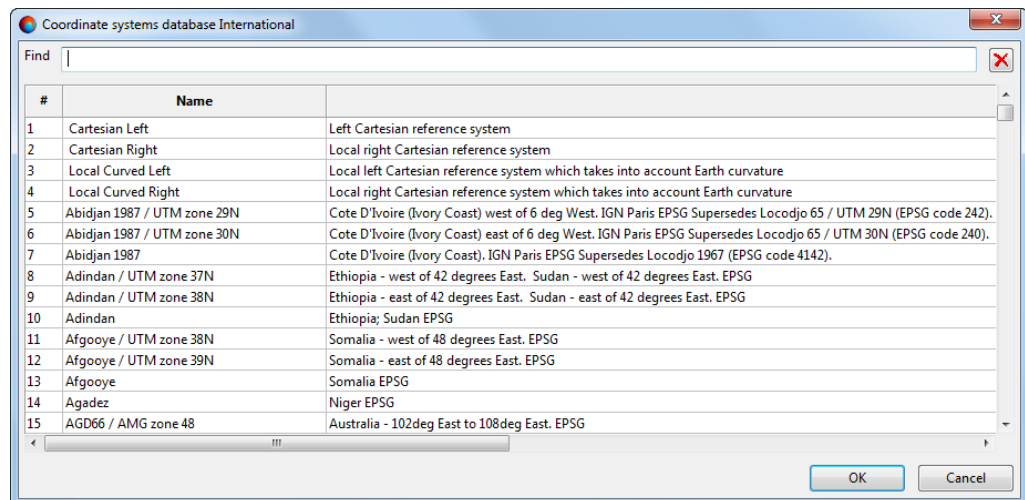 Coordinate systems database International
Find
# Name
1 Cartesian Left Left Cartesian reference system
2 Cartesian Right Local right Cartesian reference system
3 Local Curved Left Local left Cartesian reference system which takes into account Earth curvature
4 Local Curved Right Local right Cartesian reference system which takes into account Earth curvature
5 Abidjan 1987 / UTM zone 29N Cote D'Ivoire (Ivory Coast) west of 6 deg West. IGN Paris EPSG Supersedes Locodjo 65 / UTM 29N (EPSG code 242).
6 Abidjan 1987 / UTM zone 30N Cote D'Ivoire (Ivory Coast) east of 6 deg West. IGN Paris EPSG Supersedes Locodjo 65 / UTM 30N (EPSG code 240).
7 Abidjan 1987 Cote D'Ivoire (Ivory Coast). IGN Paris EPSG Supersedes Locodjo 1967 (EPSG code 4142).
8 Adindan / UTM zone 37N Ethiopia - west of 42 degrees East. Sudan - west of 42 degrees East. EPSG
9 Adindan / UTM zone 38N Ethiopia - east of 42 degrees East. Sudan - east of 42 degrees East. EPSG
10 Adindan Ethiopia; Sudan EPSG
11 Afgooye / UTM zone 38N Somalia - west of 48 degrees East. EPSG
12 Afgooye / UTM zone 39N Somalia - east of 48 degrees East. EPSG
13 Afgooye Somalia EPSG
14 Agadez Niger EPSG
15 AGD66 / AMG zone 48 Australia - 102deg East to 108deg East. EPSG
OK Cancel